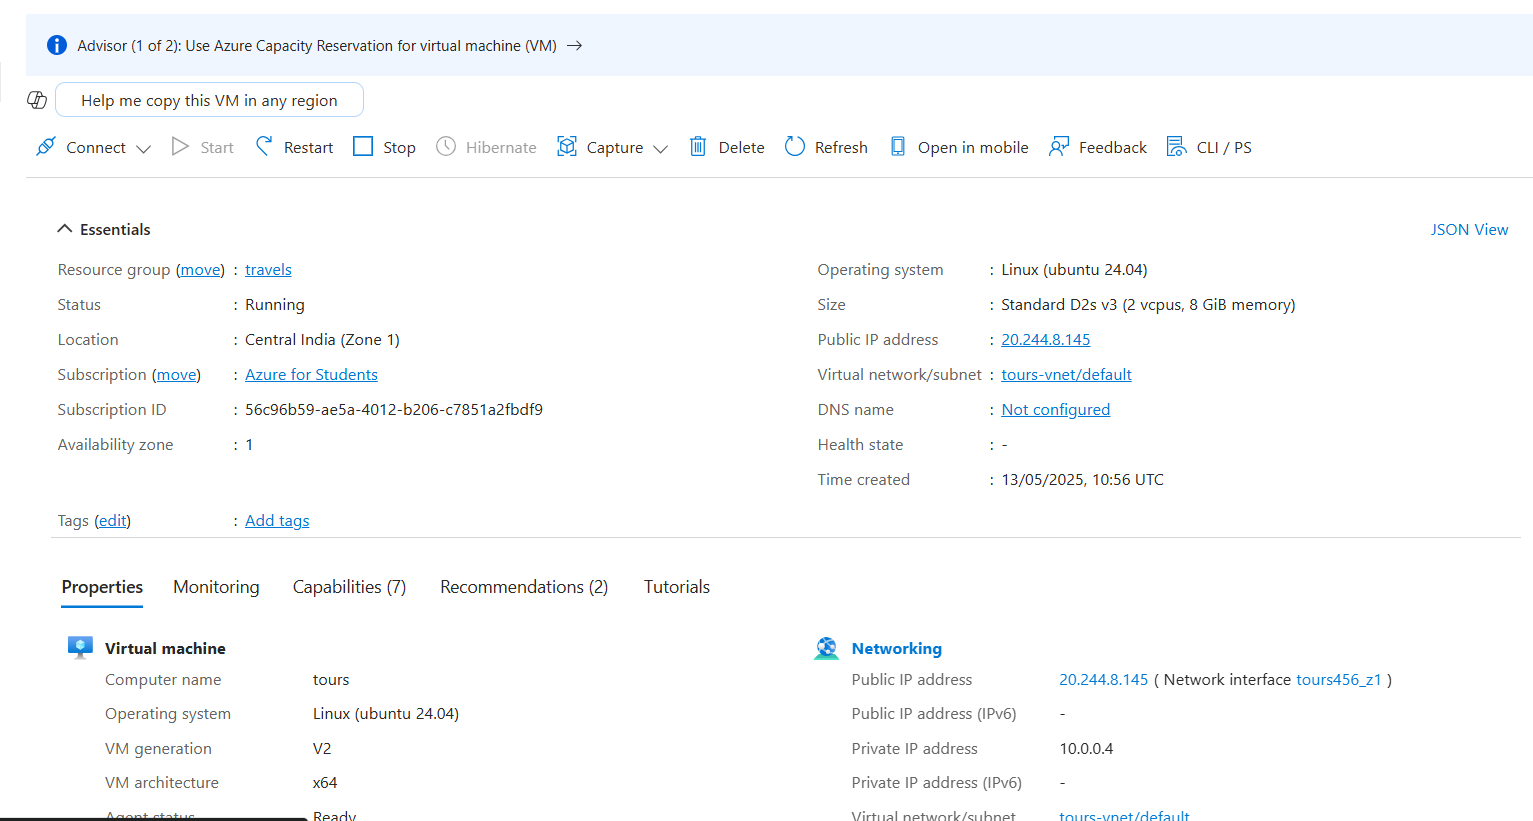 Advisor (1 of 2): Use Azure Capacity Reservation for virtual machine (VM) →
Help me copy this VM in any region
Connect Start Restart Stop Hibernate Capture Delete Refresh Open in mobile Feedback CLI / PS
Essentials JSON View
Resource group (move) : travels
Status : Running
Location : Central India (Zone 1)
Subscription (move) : Azure for Students
Subscription ID : 56c96b59-ae5a-4012-b206-c7851a2fbdf9
Availability zone : 1
Operating system : Linux (ubuntu 24.04)
Size : Standard D2s v3 (2 vcpus, 8 GiB memory)
Public IP address : 20.244.8.145
Virtual network/subnet : tours-vnet/default
DNS name : Not configured
Health state : -
Time created : 13/05/2025, 10:56 UTC
Tags (edit) : Add tags
Properties Monitoring Capabilities (7) Recommendations (2) Tutorials
Virtual machine
Computer name tours
Operating system Linux (ubuntu 24.04)
VM generation V2
VM architecture x64
Agent status Ready
Networking
Public IP address 20.244.8.145 ( Network interface tours456_z1 )
Public IP address (IPv6) -
Private IP address 10.0.0.4
Private IP address (IPv6) -
Virtual network/subnet tours-vnet/default